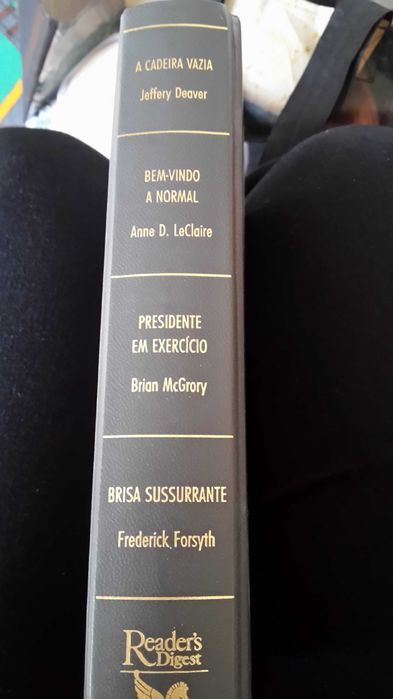 A CADEIRA VAZIA
Jeffery Deaver
BEM-VINDO
A NORMAL
Anne D. LeClaire
PRESIDENTE
EM EXERCÍCIO
Brian McGrory
BRISA SUSSURRANTE
Frederick Forsyth
Reader's
Digest